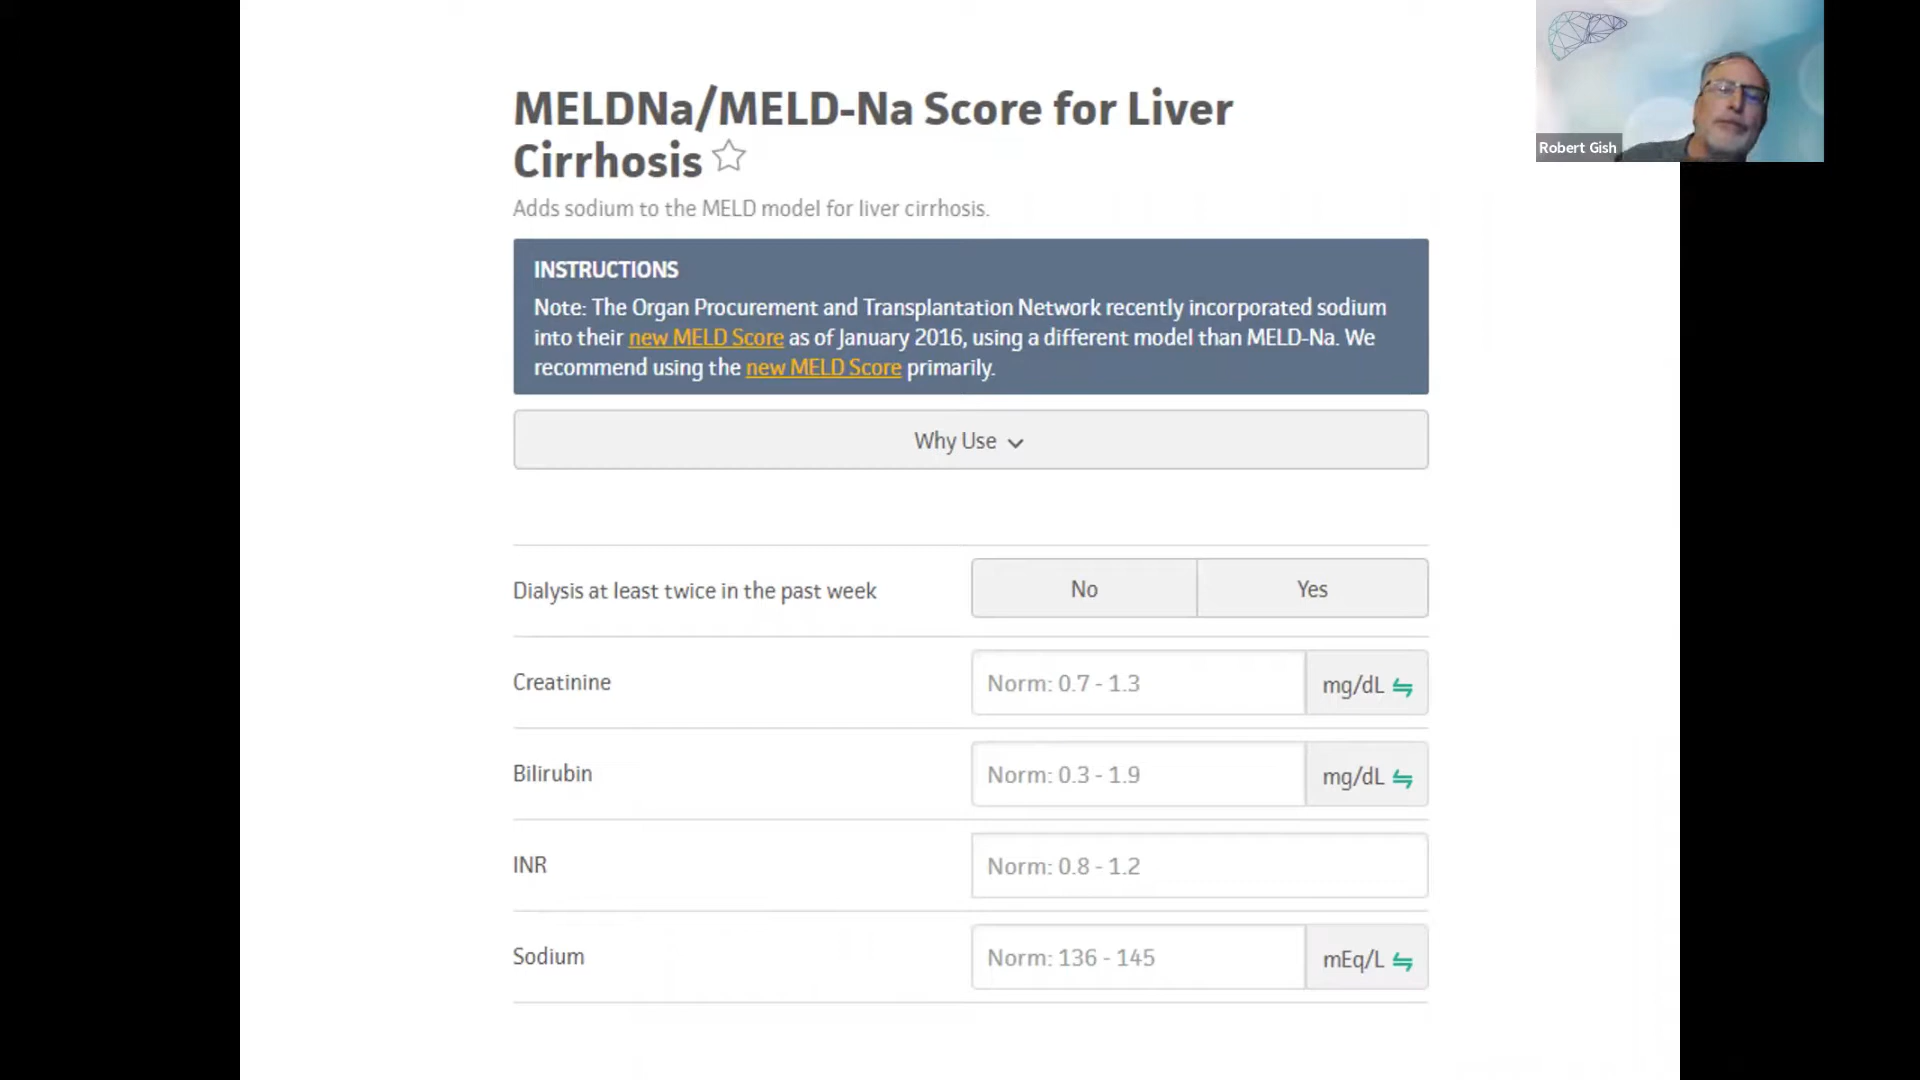 MELDNa/MELD-Na Score for Liver
Cirrhosis
Adds sodium to the MELD model for liver cirrhosis.
INSTRUCTIONS
Note: The Organ Procurement and Transplantation Network recently incorporated sodium
into their new MELD Score as of January 2016, using a different model than MELD-Na. We
recommend using the new MELD Score primarily.
Why Use
Dialysis at least twice in the past week No Yes
Creatinine Norm: 0.7 - 1.3 mg/dL
Bilirubin Norm: 0.3 - 1.9 mg/dL
INR Norm: 0.8 - 1.2
Sodium Norm: 136 - 145 mEq/L
Robert Gish